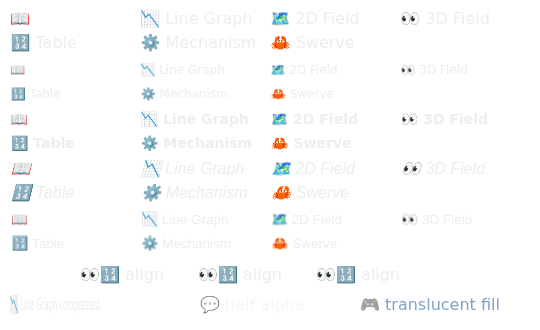 📖 📉 Line Graph 🗺️ 2D Field 👀 3D Field
🔢 Table ⚙️ Mechanism 🦀 Swerve
📖 📉 Line Graph 🗺️ 2D Field 👀 3D Field
🔢 Table ⚙️ Mechanism 🦀 Swerve
📖 📉 Line Graph 🗺️ 2D Field 👀 3D Field
🔢 Table ⚙️ Mechanism 🦀 Swerve
📖 📉 Line Graph 🗺️ 2D Field 👀 3D Field
🔢 Table ⚙️ Mechanism 🦀 Swerve
📖 📉 Line Graph 🗺️ 2D Field 👀 3D Field
🔢 Table ⚙️ Mechanism 🦀 Swerve
👀🔢 align 👀🔢 align 👀🔢 align
📉 Line Graph compressed 💬 half alpha 🎮 translucent fill